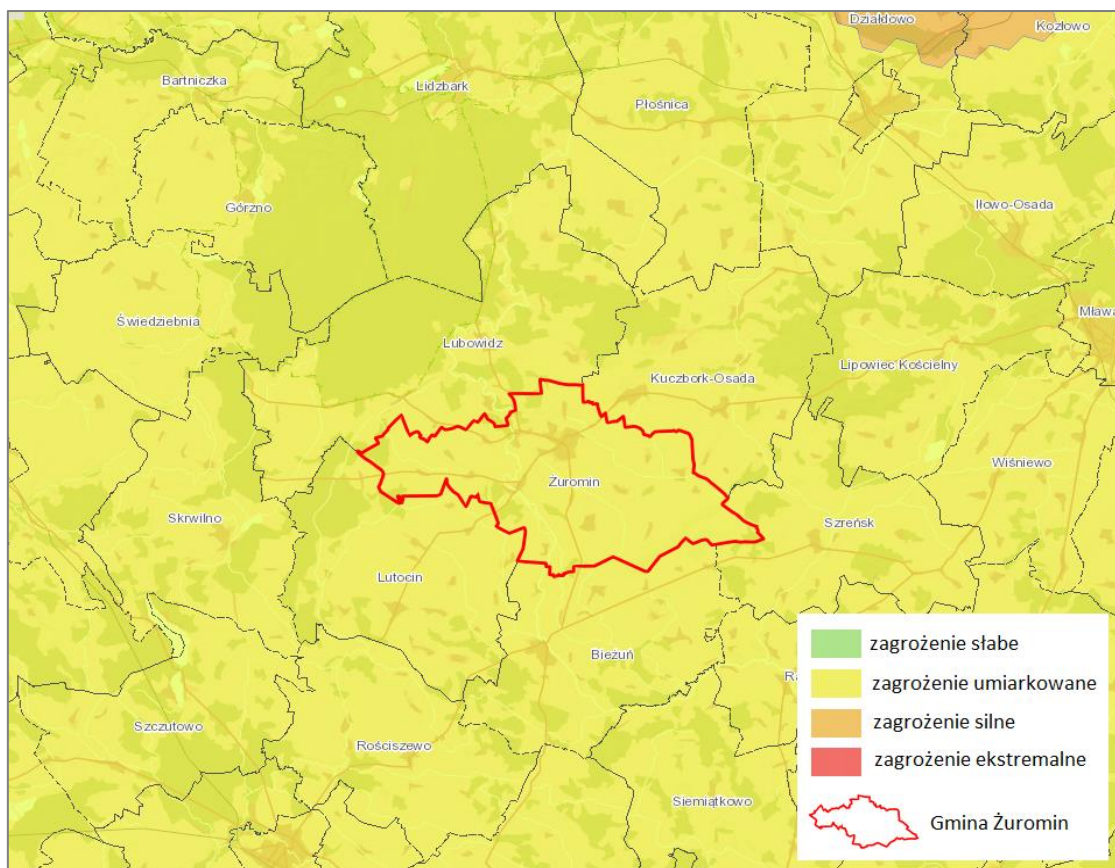 Działdowo
Kozłowo
Bartniczka
Lidzbark
Płośnica
Górzno
Iłowo-Osada
Świedziebnia
Mława
Lubowidz
Lipowiec Kościelny
Kuczbork-Osada
Wiśniewo
Żuromin
Skrwilno
Szreńsk
Lutocin
Bieżuń
Szczutowo
Rościszewo
Siemiątkowo
zagrożenie słabe
zagrożenie umiarkowane
zagrożenie silne
zagrożenie ekstremalne
Gmina Żuromin